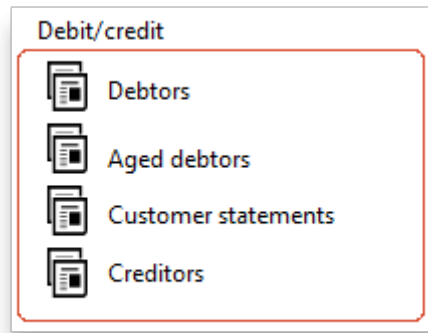 Debit/credit
Debtors
Aged debtors
Customer statements
Creditors